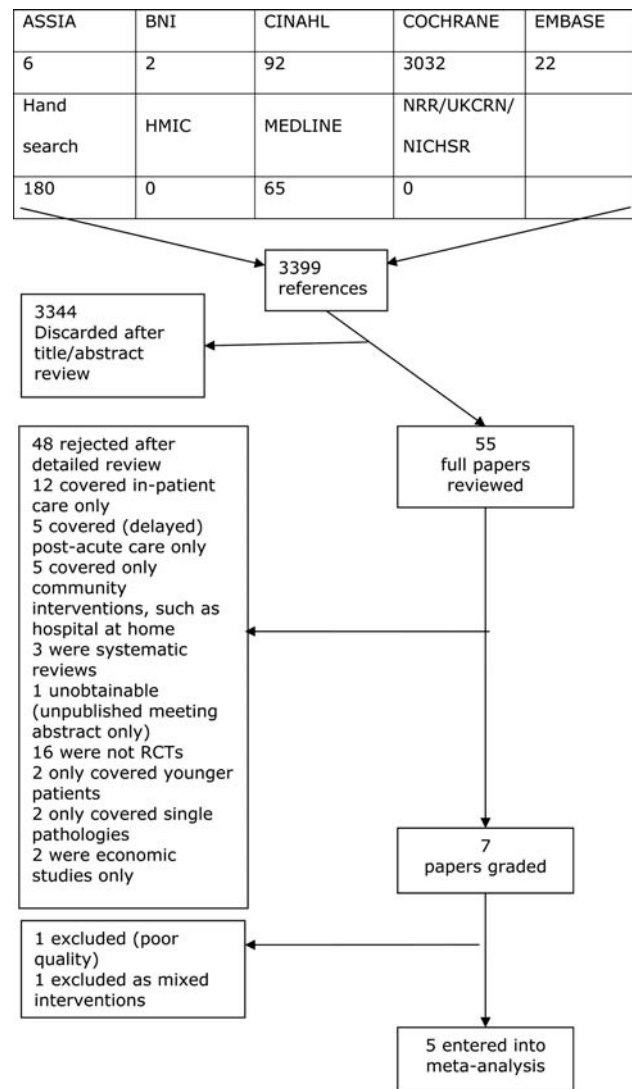 ASSIA BNI CINAHL COCHRANE EMBASE
6 2 92 3032 22
Hand search HMIC MEDLINE NRR/UKCRN/ NICHSR
180 0 65 0
3399
references
3344
Discarded after
title/abstract
review
55
full papers
reviewed
48 rejected after
detailed review
12 covered in-patient
care only
5 covered (delayed)
post-acute care only
5 covered only
community
interventions, such as
hospital at home
3 were systematic
reviews
1 unobtainable
(unpublished meeting
abstract only)
16 were not RCTs
2 only covered younger
patients
2 only covered single
pathologies
2 were economic
studies only
7
papers graded
1 excluded (poor
quality)
1 excluded as mixed
interventions
5 entered into
meta-analysis